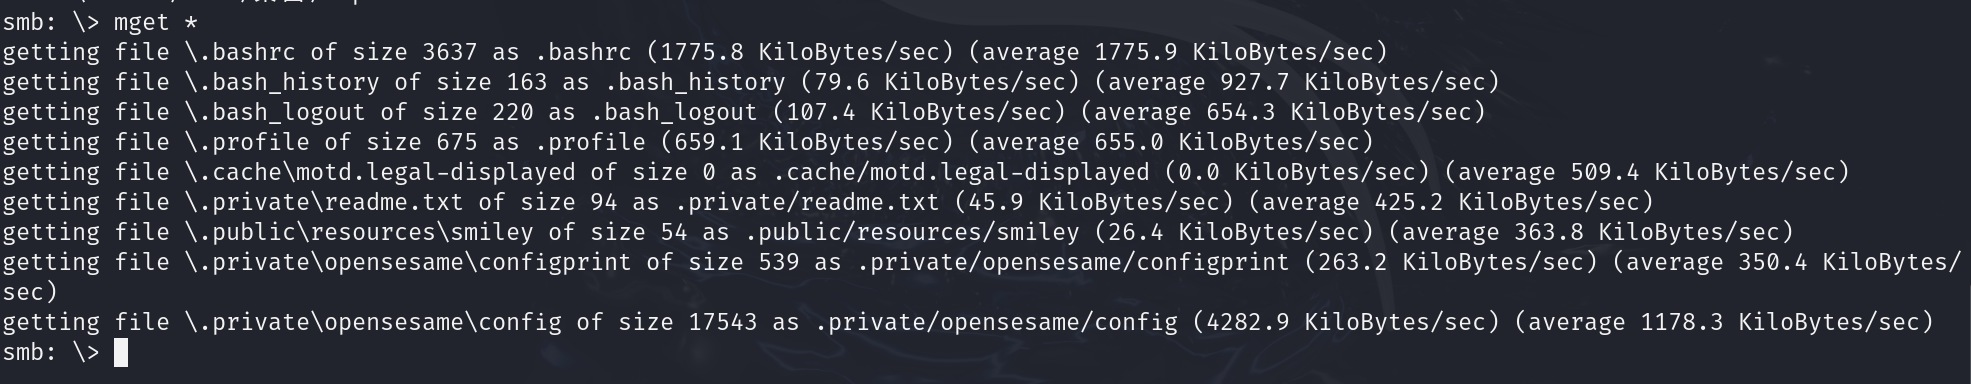 smb: \> mget *
getting file \.bashrc of size 3637 as .bashrc (1775.8 KiloBytes/sec) (average 1775.9 KiloBytes/sec)
getting file \.bash_history of size 163 as .bash_history (79.6 KiloBytes/sec) (average 927.7 KiloBytes/sec)
getting file \.bash_logout of size 220 as .bash_logout (107.4 KiloBytes/sec) (average 654.3 KiloBytes/sec)
getting file \.profile of size 675 as .profile (659.1 KiloBytes/sec) (average 655.0 KiloBytes/sec)
getting file \.cache\motd.legal-displayed of size 0 as .cache/motd.legal-displayed (0.0 KiloBytes/sec) (average 509.4 KiloBytes/sec)
getting file \.private\readme.txt of size 94 as .private/readme.txt (45.9 KiloBytes/sec) (average 425.2 KiloBytes/sec)
getting file \.public\resources\smiley of size 54 as .public/resources/smiley (26.4 KiloBytes/sec) (average 363.8 KiloBytes/sec)
getting file \.private\opensesame\configprint of size 539 as .private/opensesame/configprint (263.2 KiloBytes/sec) (average 350.4 KiloBytes/
sec)
getting file \.private\opensesame\config of size 17543 as .private/opensesame/config (4282.9 KiloBytes/sec) (average 1178.3 KiloBytes/sec)
smb: \>